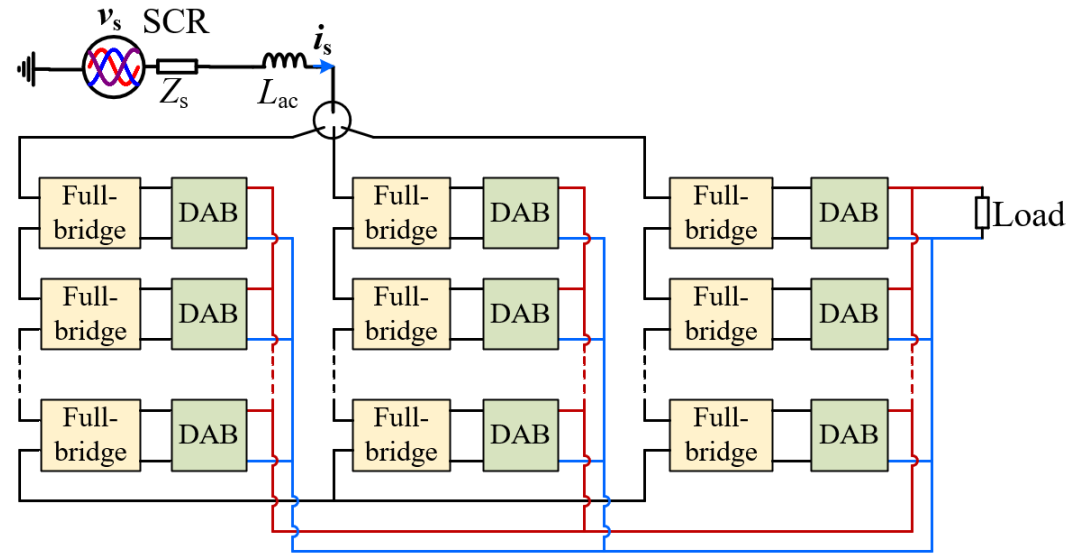 vs SCR
is
Zs
Lac
Full-
bridge
DAB
Full-
bridge
DAB
Full-
bridge
DAB
Load
Full-
bridge
DAB
Full-
bridge
DAB
Full-
bridge
DAB
Full-
bridge
DAB
Full-
bridge
DAB
Full-
bridge
DAB